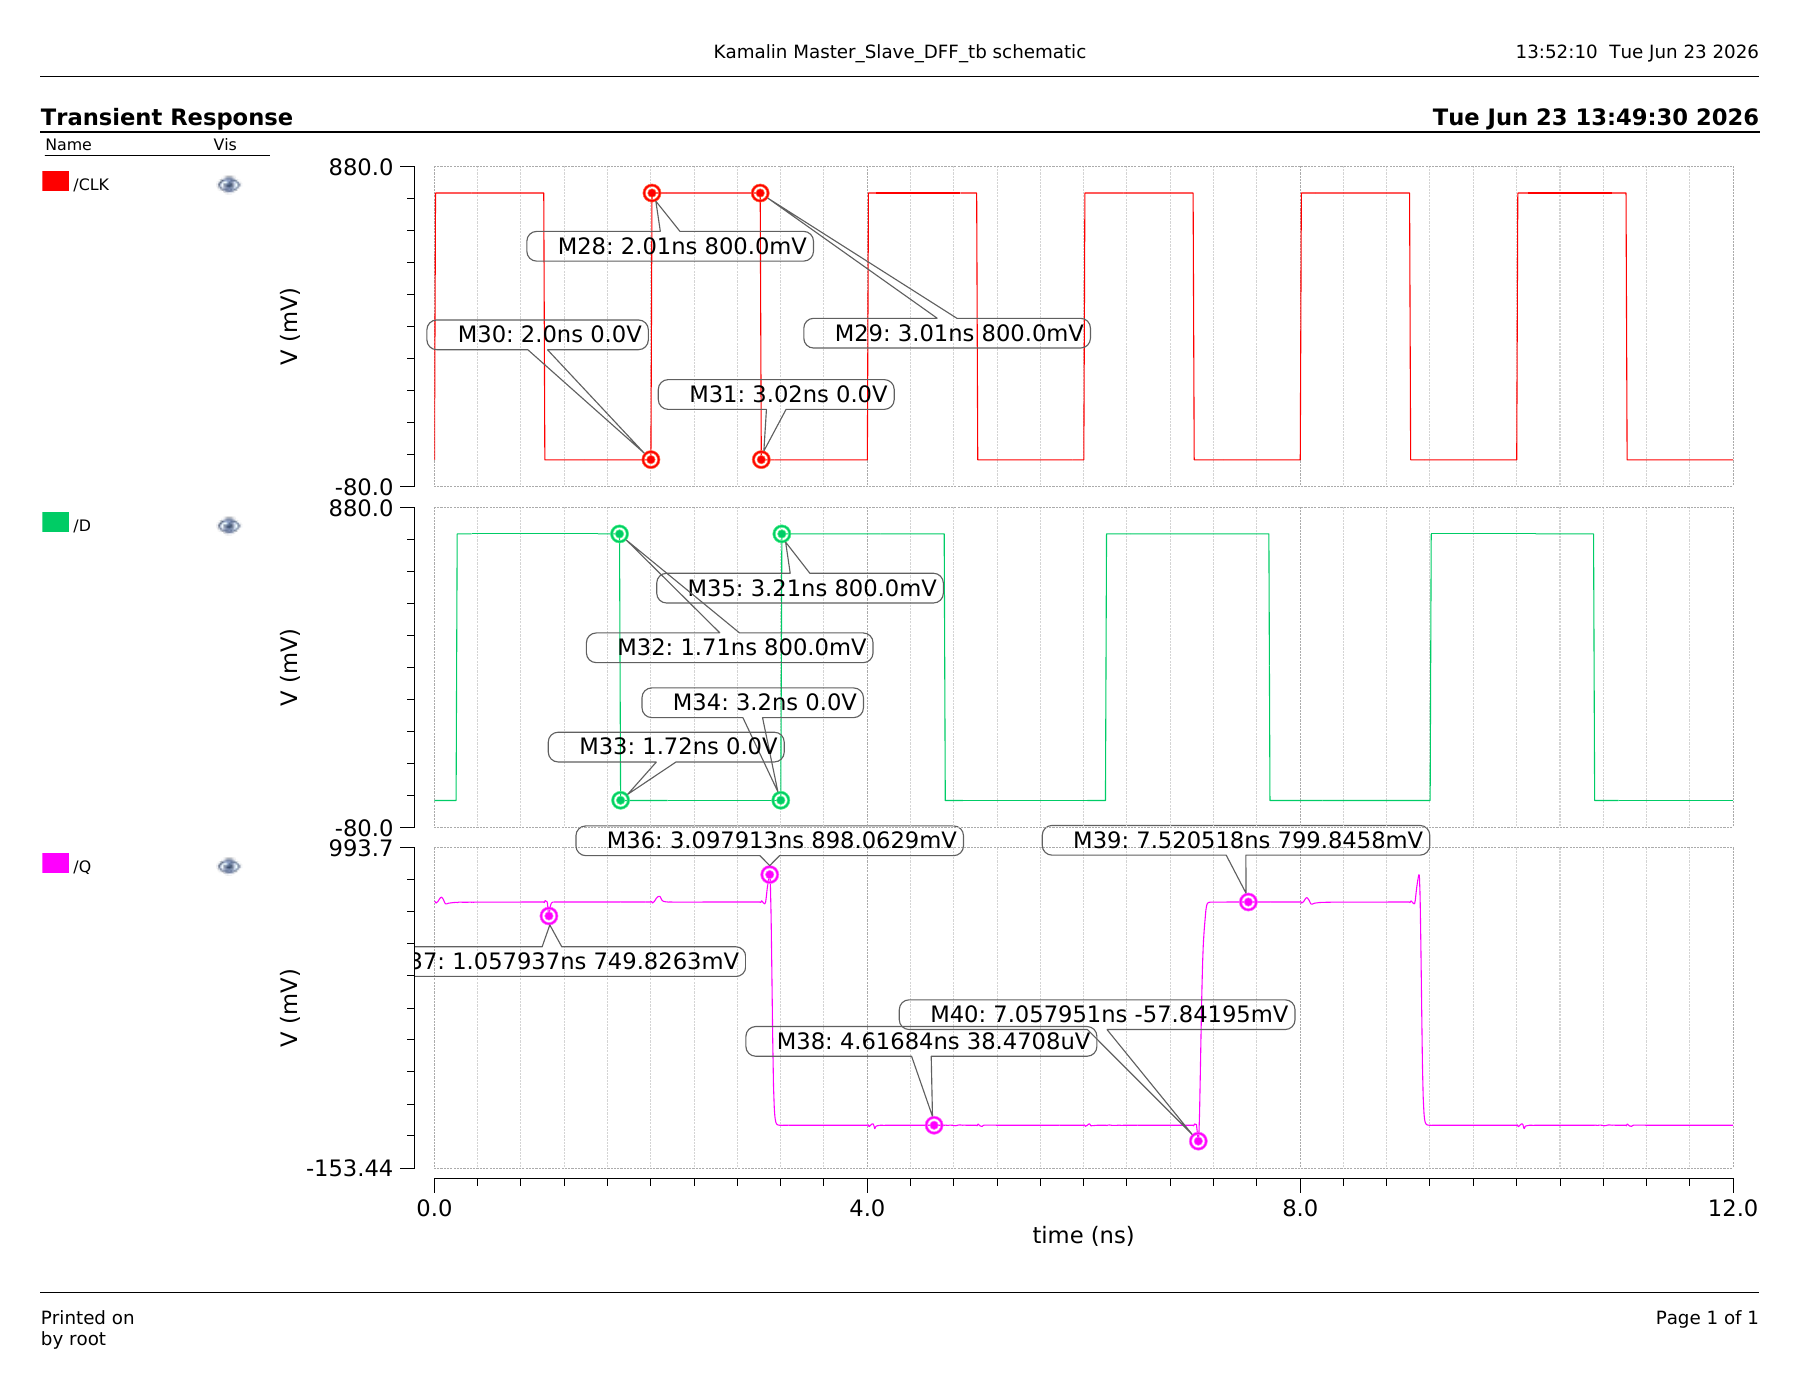 Kamalin Master_Slave_DFF_tb schematic
13:52:10 Tue Jun 23 2026
Transient Response
Tue Jun 23 13:49:30 2026
Name Vis
/CLK
880.0
V (mV)
-80.0
M28: 2.01ns 800.0mV
M30: 2.0ns 0.0V
M29: 3.01ns 800.0mV
M31: 3.02ns 0.0V
/D
880.0
V (mV)
-80.0
M35: 3.21ns 800.0mV
M32: 1.71ns 800.0mV
M34: 3.2ns 0.0V
M33: 1.72ns 0.0V
/Q
993.7
V (mV)
-153.44
M36: 3.097913ns 898.0629mV
M39: 7.520518ns 799.8458mV
37: 1.057937ns 749.8263mV
M40: 7.057951ns -57.84195mV
M38: 4.61684ns 38.4708uV
0.0 4.0 8.0 12.0
time (ns)
Printed on
by root
Page 1 of 1